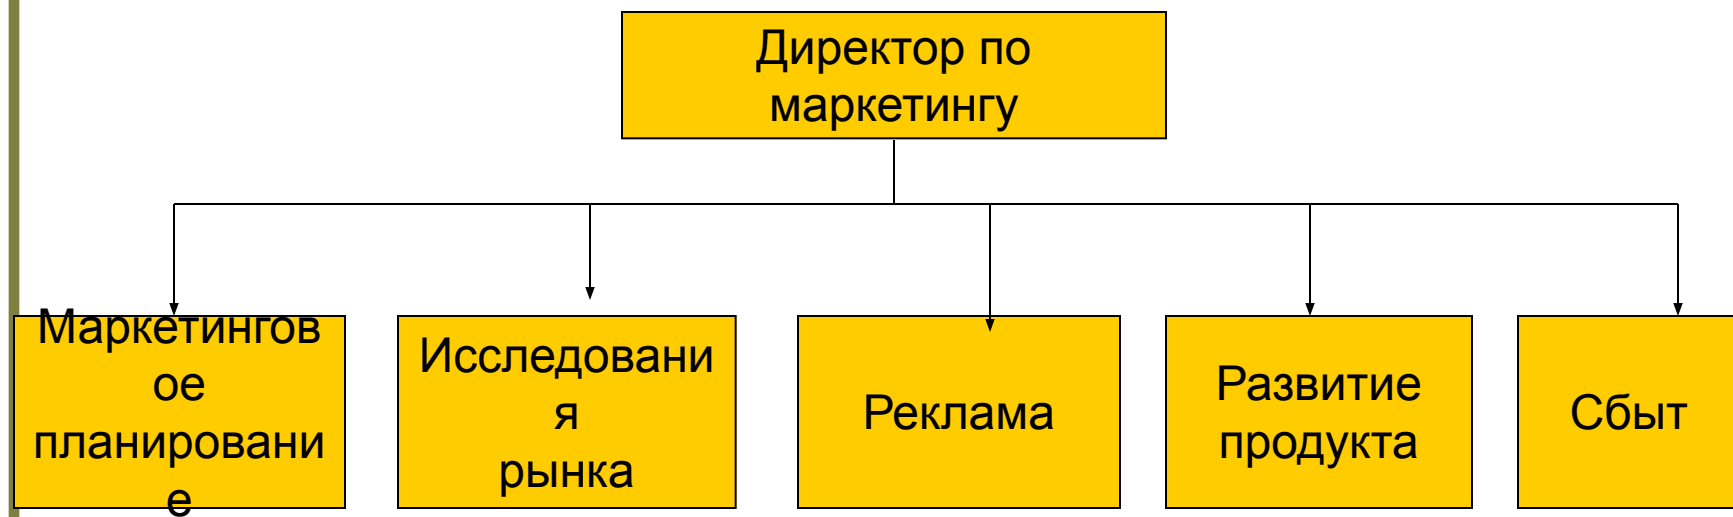 Директор по
маркетингу
Маркетингов
ое
планировани
е
Исследовани
я
рынка
Реклама
Развитие
продукта
Сбыт